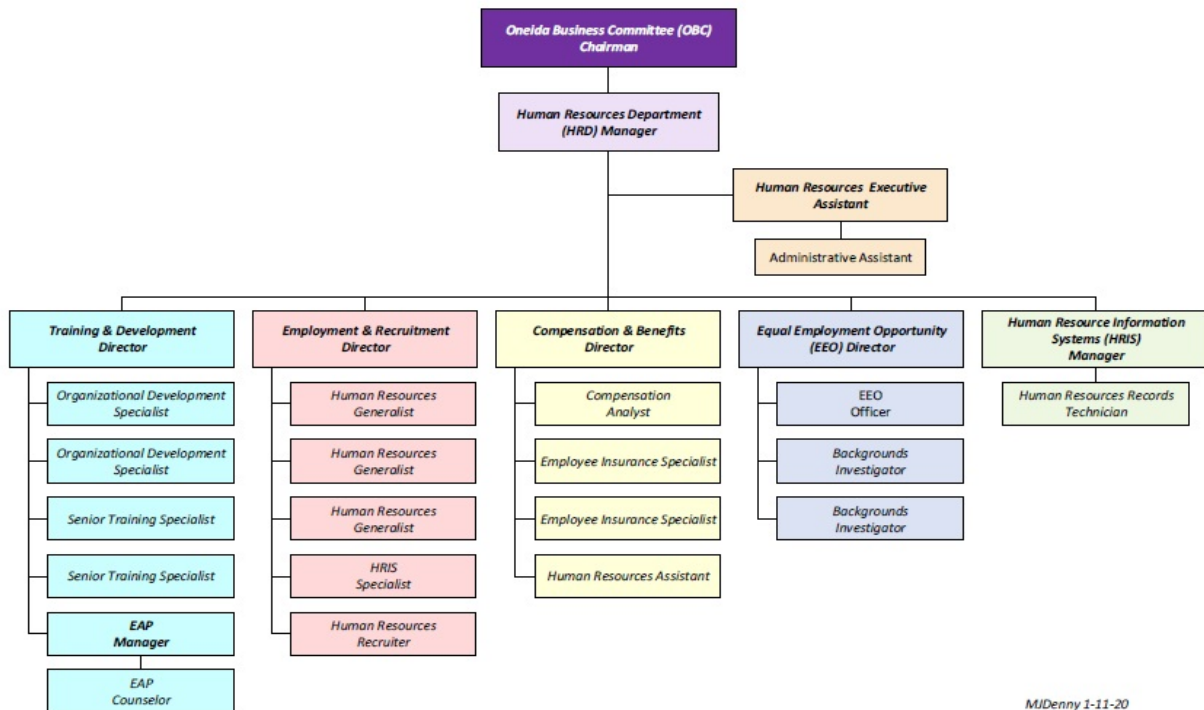 Oneida Business Committee (OBC)
Chairman
Human Resources Department
(HRD) Manager
Human Resources Executive
Assistant
Administrative Assistant
Training & Development
Director
Organizational Development
Specialist
Organizational Development
Specialist
Senior Training Specialist
Senior Training Specialist
EAP
Manager
EAP
Counselor
Employment & Recruitment
Director
Human Resources
Generalist
Human Resources
Generalist
Human Resources
Generalist
HRIS
Specialist
Human Resources
Recruiter
Compensation & Benefits
Director
Compensation
Analyst
Employee Insurance Specialist
Employee Insurance Specialist
Human Resources Assistant
Equal Employment Opportunity
(EEO) Director
EEO
Officer
Backgrounds
Investigator
Backgrounds
Investigator
Human Resource Information
Systems (HRIS)
Manager
Human Resources Records
Technician
MJDenny 1-11-20